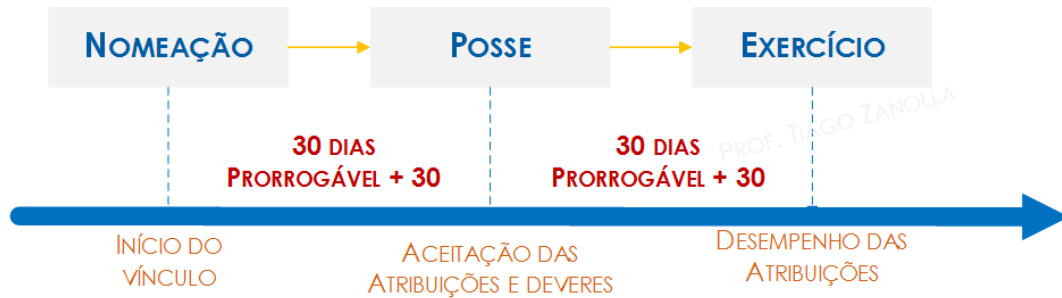 NOMEAÇÃO
POSSE
EXERCÍCIO
PROF. TIAGO ZANOLLA
30 DIAS
PRORROGÁVEL + 30
30 DIAS
PRORROGÁVEL + 30
INÍCIO DO
VÍNCULO
ACEITAÇÃO DAS
ATRIBUIÇÕES E DEVERES
DESEMPENHO DAS
ATRIBUIÇÕES